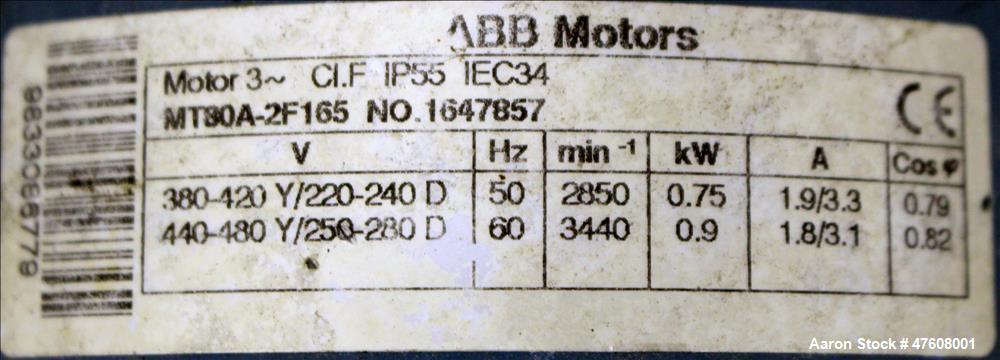 ABB Motors
Motor 3~ Cl.F IP55 IEC34
MT80A-2F165 NO.1647857
CE
V Hz min -1 kW A Cos φ
380-420 Y/220-240 D 50 2850 0.75 1.9/3.3 0.79
440-480 Y/250-280 D 60 3440 0.9 1.8/3.1 0.82
Aaron Stock # 47608001